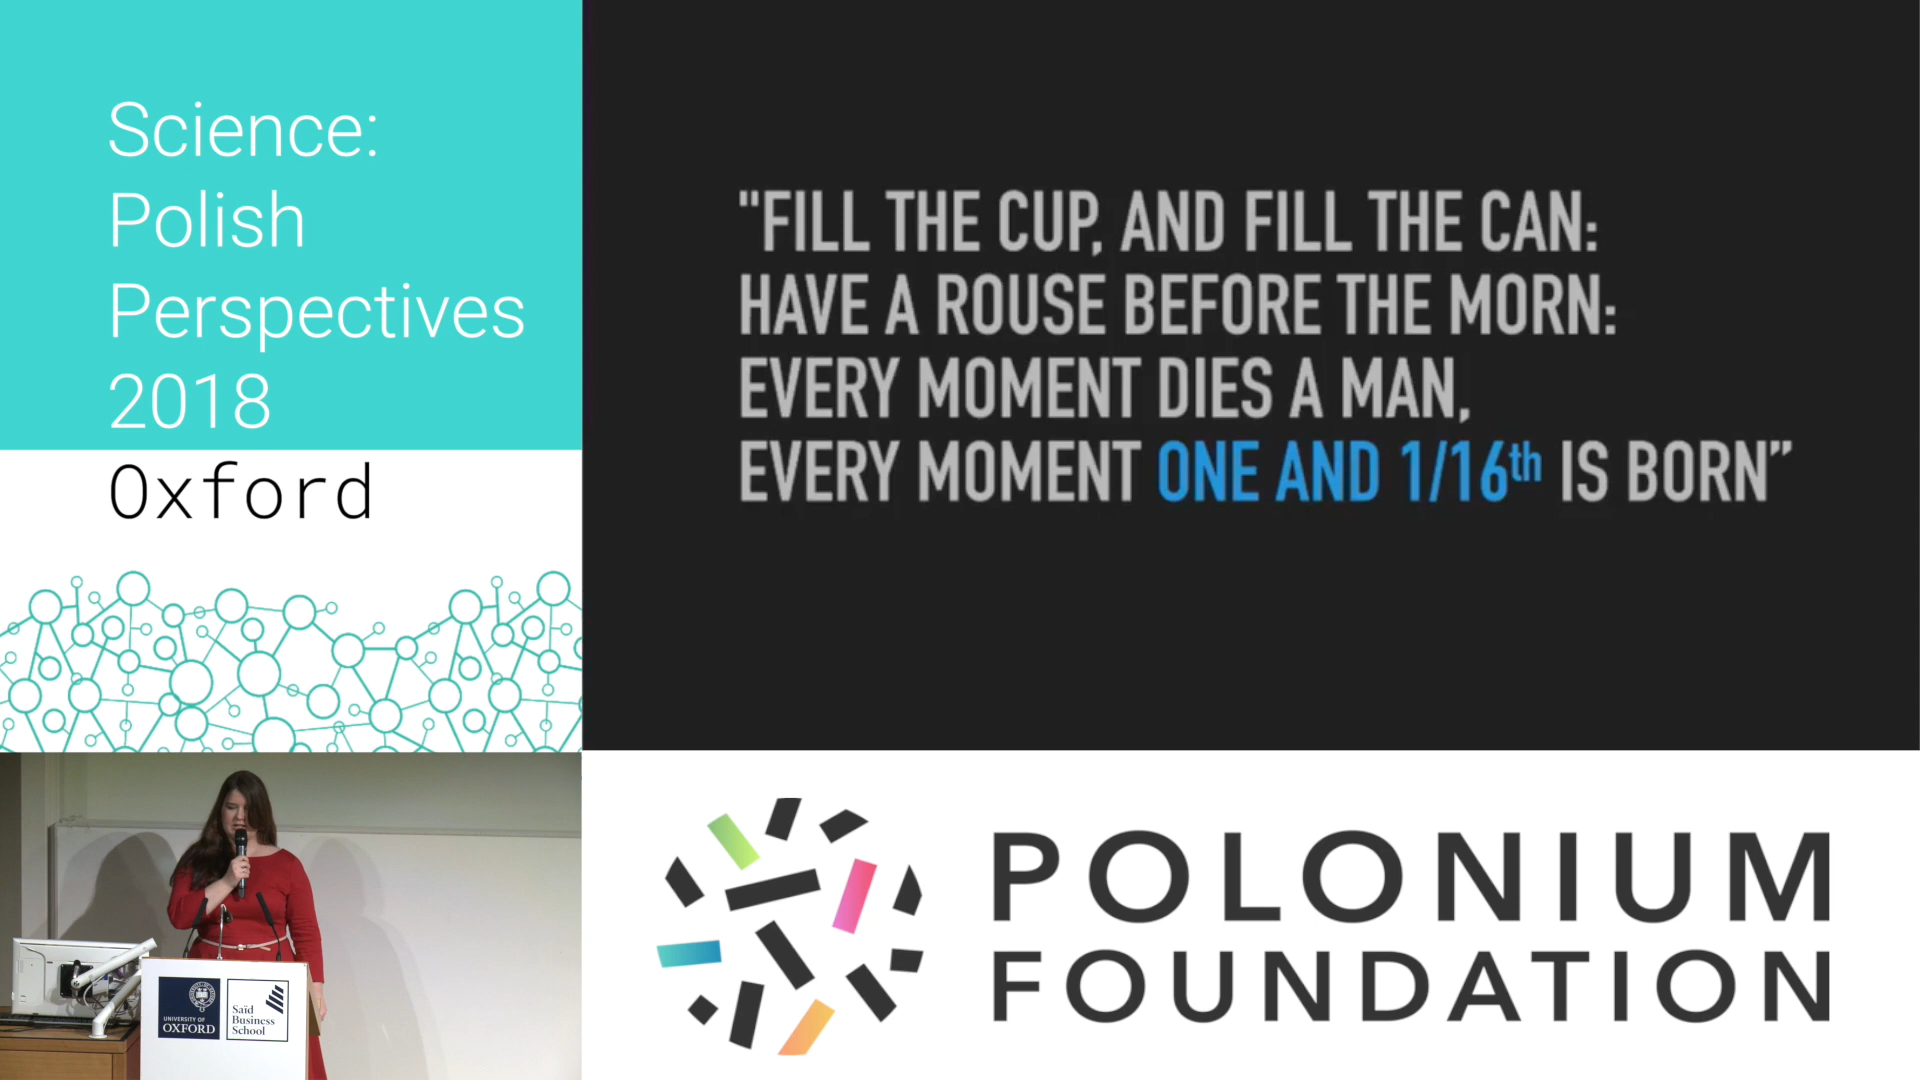 Science:
Polish
Perspectives
2018
Oxford
"FILL THE CUP, AND FILL THE CAN:
HAVE A ROUSE BEFORE THE MORN:
EVERY MOMENT DIES A MAN,
EVERY MOMENT ONE AND 1/16th IS BORN”
UNIVERSITY OF
OXFORD
Saïd
Business
School
POLONIUM
FOUNDATION